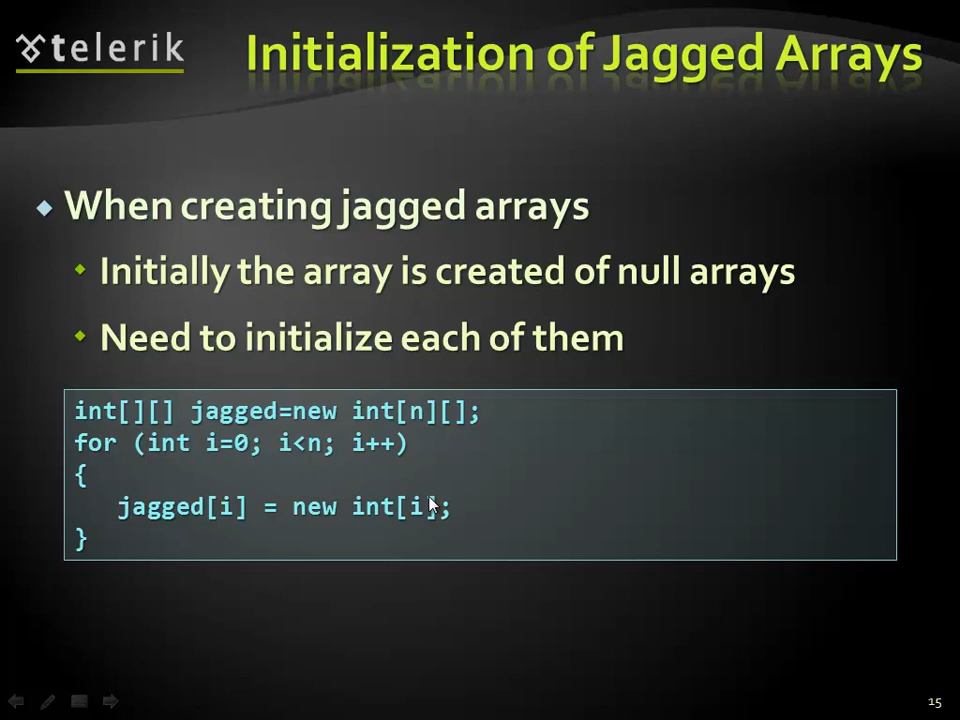 telerik
Initialization of Jagged Arrays
When creating jagged arrays
Initially the array is created of null arrays
Need to initialize each of them
int[][] jagged=new int[n][];
for (int i=0; i<n; i++)
{
   jagged[i] = new int[i];
}
15